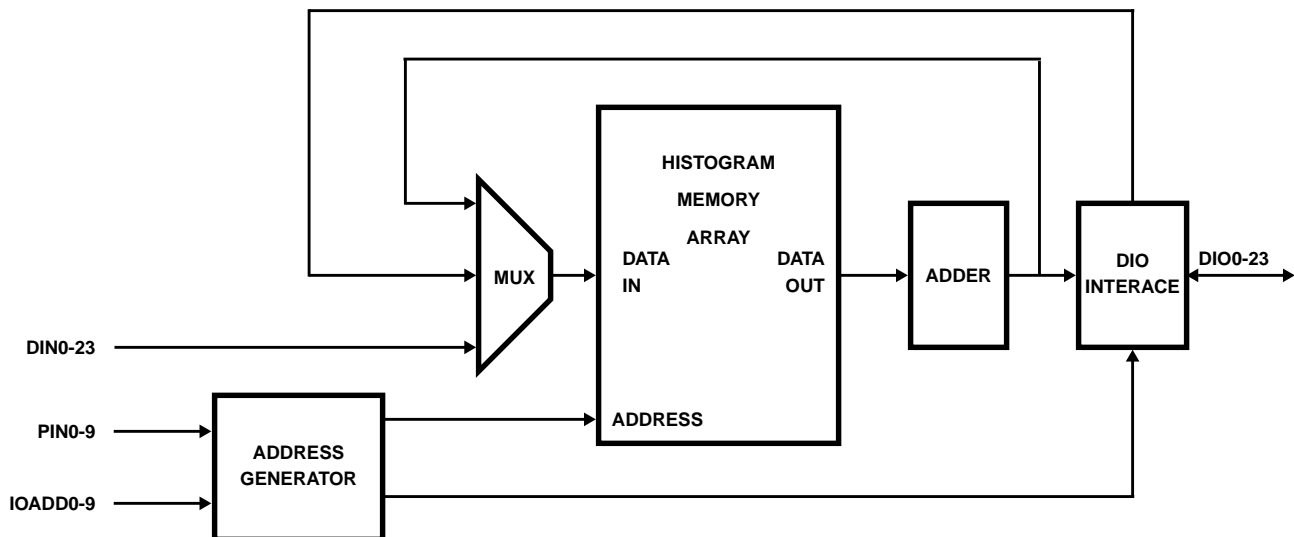 HISTOGRAM
MEMORY
ARRAY
DATA
IN
DATA
OUT
MUX
ADDER
DIO
INTERACE
DIO0-23
DIN0-23
PIN0-9
ADDRESS
ADDRESS
GENERATOR
IOADD0-9